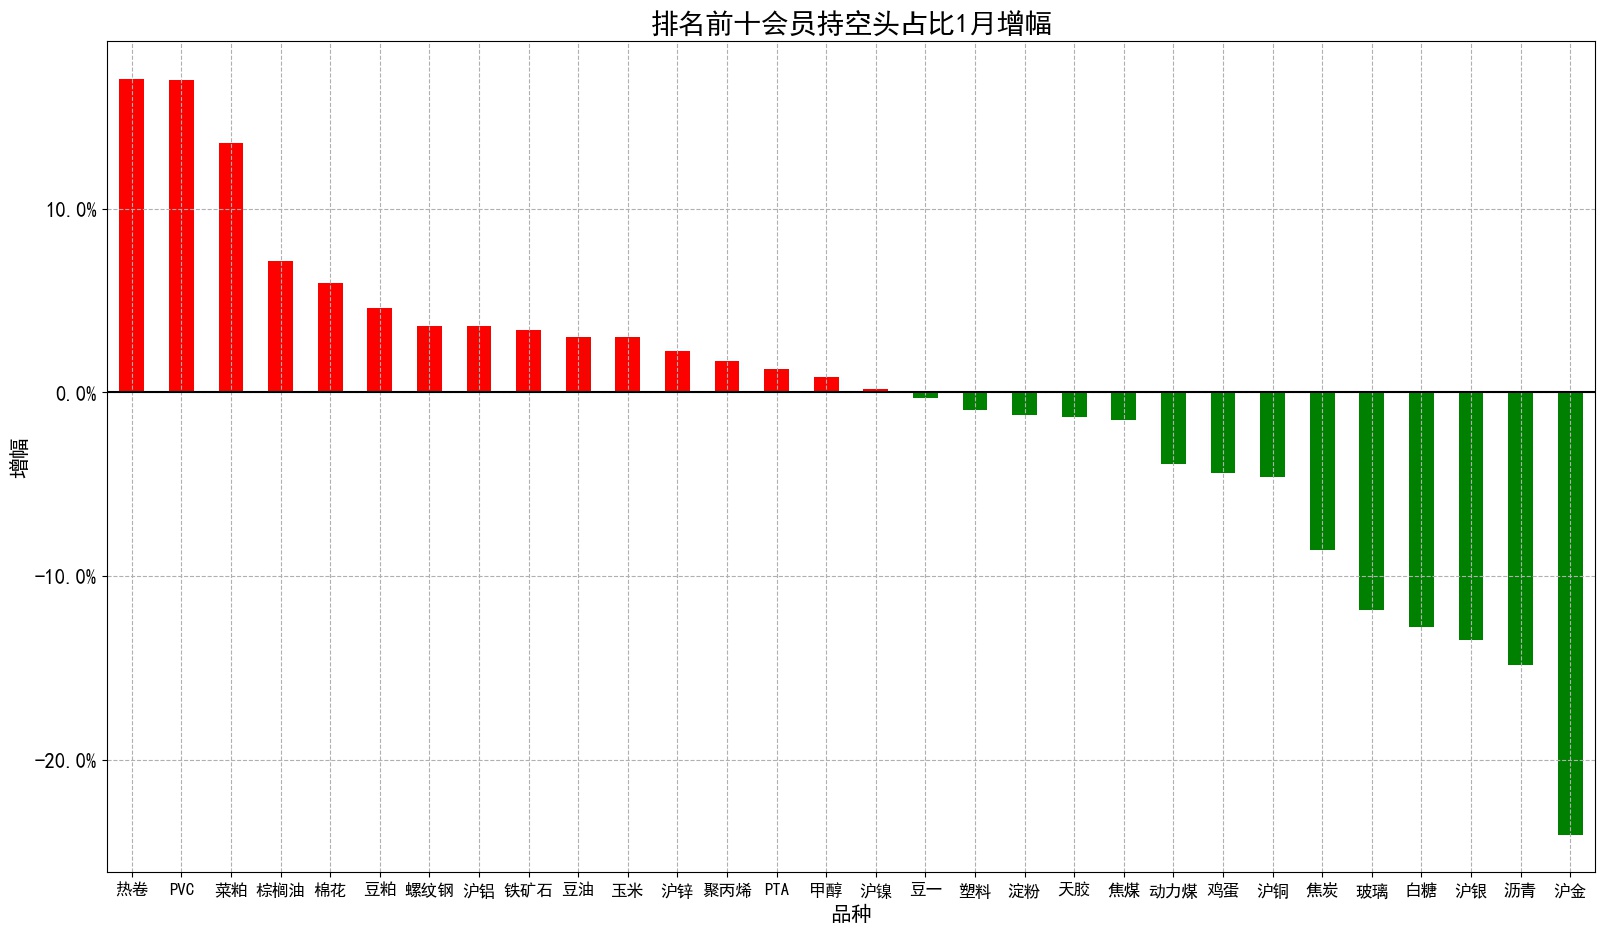 排名前十会员持空头占比1月增幅
10.0%
0.0%
-10.0%
-20.0%
增幅
热卷 PVC 菜粕 棕榈油 棉花 豆粕 螺纹钢 沪铝 铁矿石 豆油 玉米 沪锌 聚丙烯 PTA 甲醇 沪镍 豆一 塑料 淀粉 天胶 焦煤 动力煤 鸡蛋 沪铜 焦炭 玻璃 白糖 沪银 沥青 沪金
品种